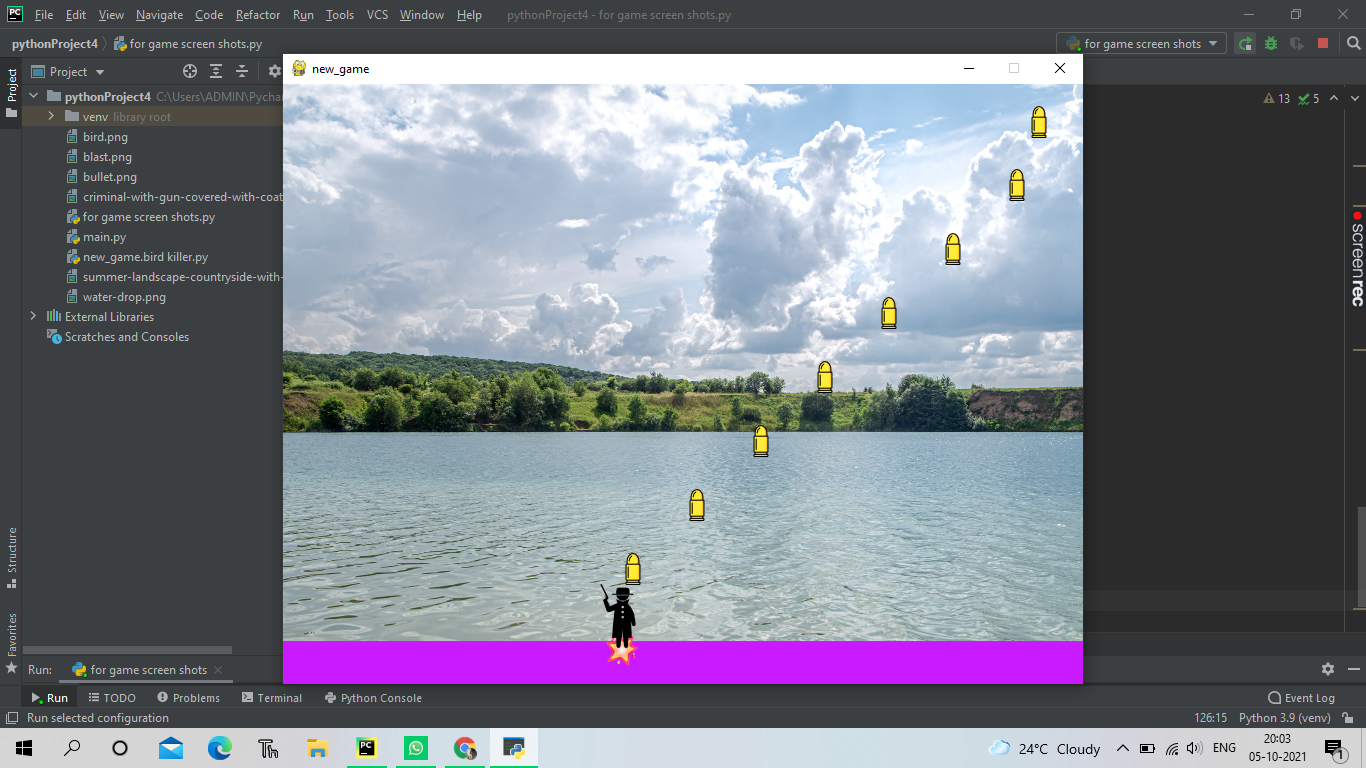 PC File Edit View Navigate Code Refactor Run Tools VCS Window Help pythonProject4 - for game screen shots.py
pythonProject4 for game screen shots.py for game screen shots
Project
new_game
pythonProject4 C:\Users\ADMIN\Pychar
13 5
venv library root
bird.png
blast.png
bullet.png
criminal-with-gun-covered-with-coat
for game screen shots.py
main.py
new_game.bird killer.py
summer-landscape-countryside-with-
water-drop.png
External Libraries
Scratches and Consoles
Project
Structure
Favorites
screenrec
Run: for game screen shots
Run TODO Problems Terminal Python Console Event Log
Run selected configuration 126:15 Python 3.9 (venv)
PC 24°C Cloudy ENG 20:03
05-10-2021 1